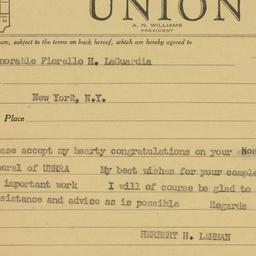 UNION
A. N. WILLIAMS
PRESIDENT
am, subject to the terms on back hereof, which are hereby agreed to
norable Fiorello H. LaGuardia
New York, N.Y.
Place
ase accept my hearty congratulations on your
neral of UNRRA My best wishes for your comple
important work I will of course be glad to
sistance and advice as is possible Regards
HERBERT H. LEHMAN